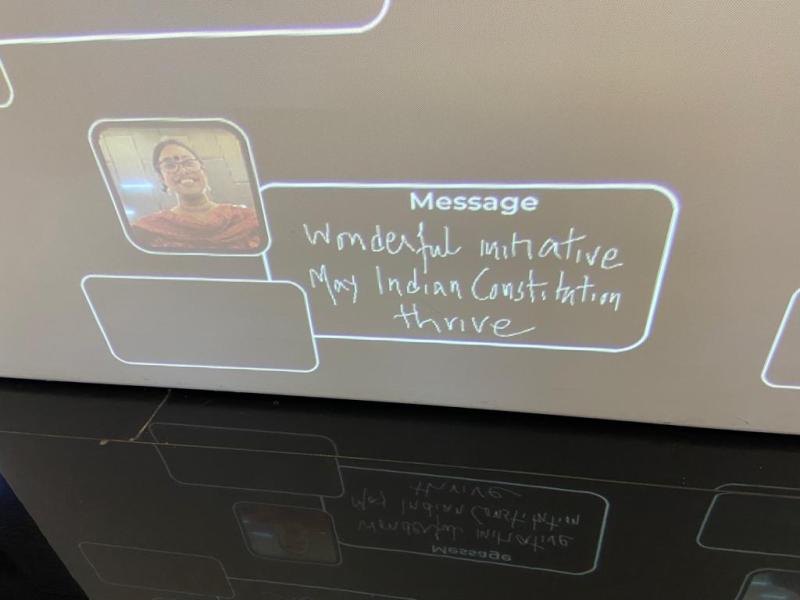 Message
Wonderful initiative
May Indian Constitution
thrive